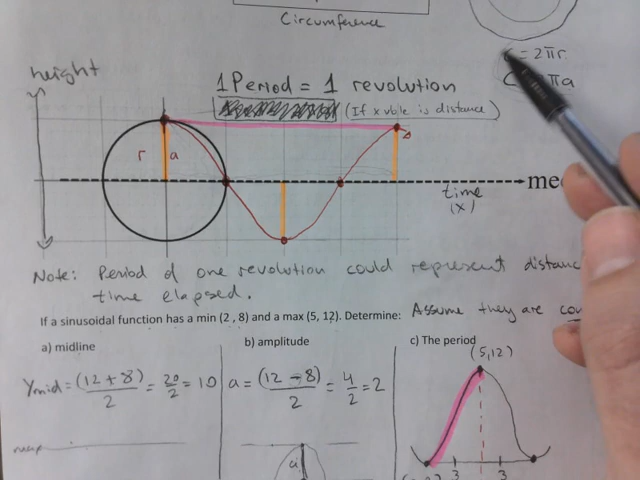 Circumference
= 2πr
height
1 Period = 1 revolution
C πa
(If x vble is distance)
r a
time
(x)
Note: Period of one revolution could represent distanc
time elapsed.
If a sinusoidal function has a min (2 , 8) and a max (5, 12). Determine: Assume they are co
a) midline
b) amplitude
c) The period
(5,12)
Ymid = (12 + 8)/2 = 20/2 = 10
a = (12 - 8)/2 = 4/2 = 2
a
3 3